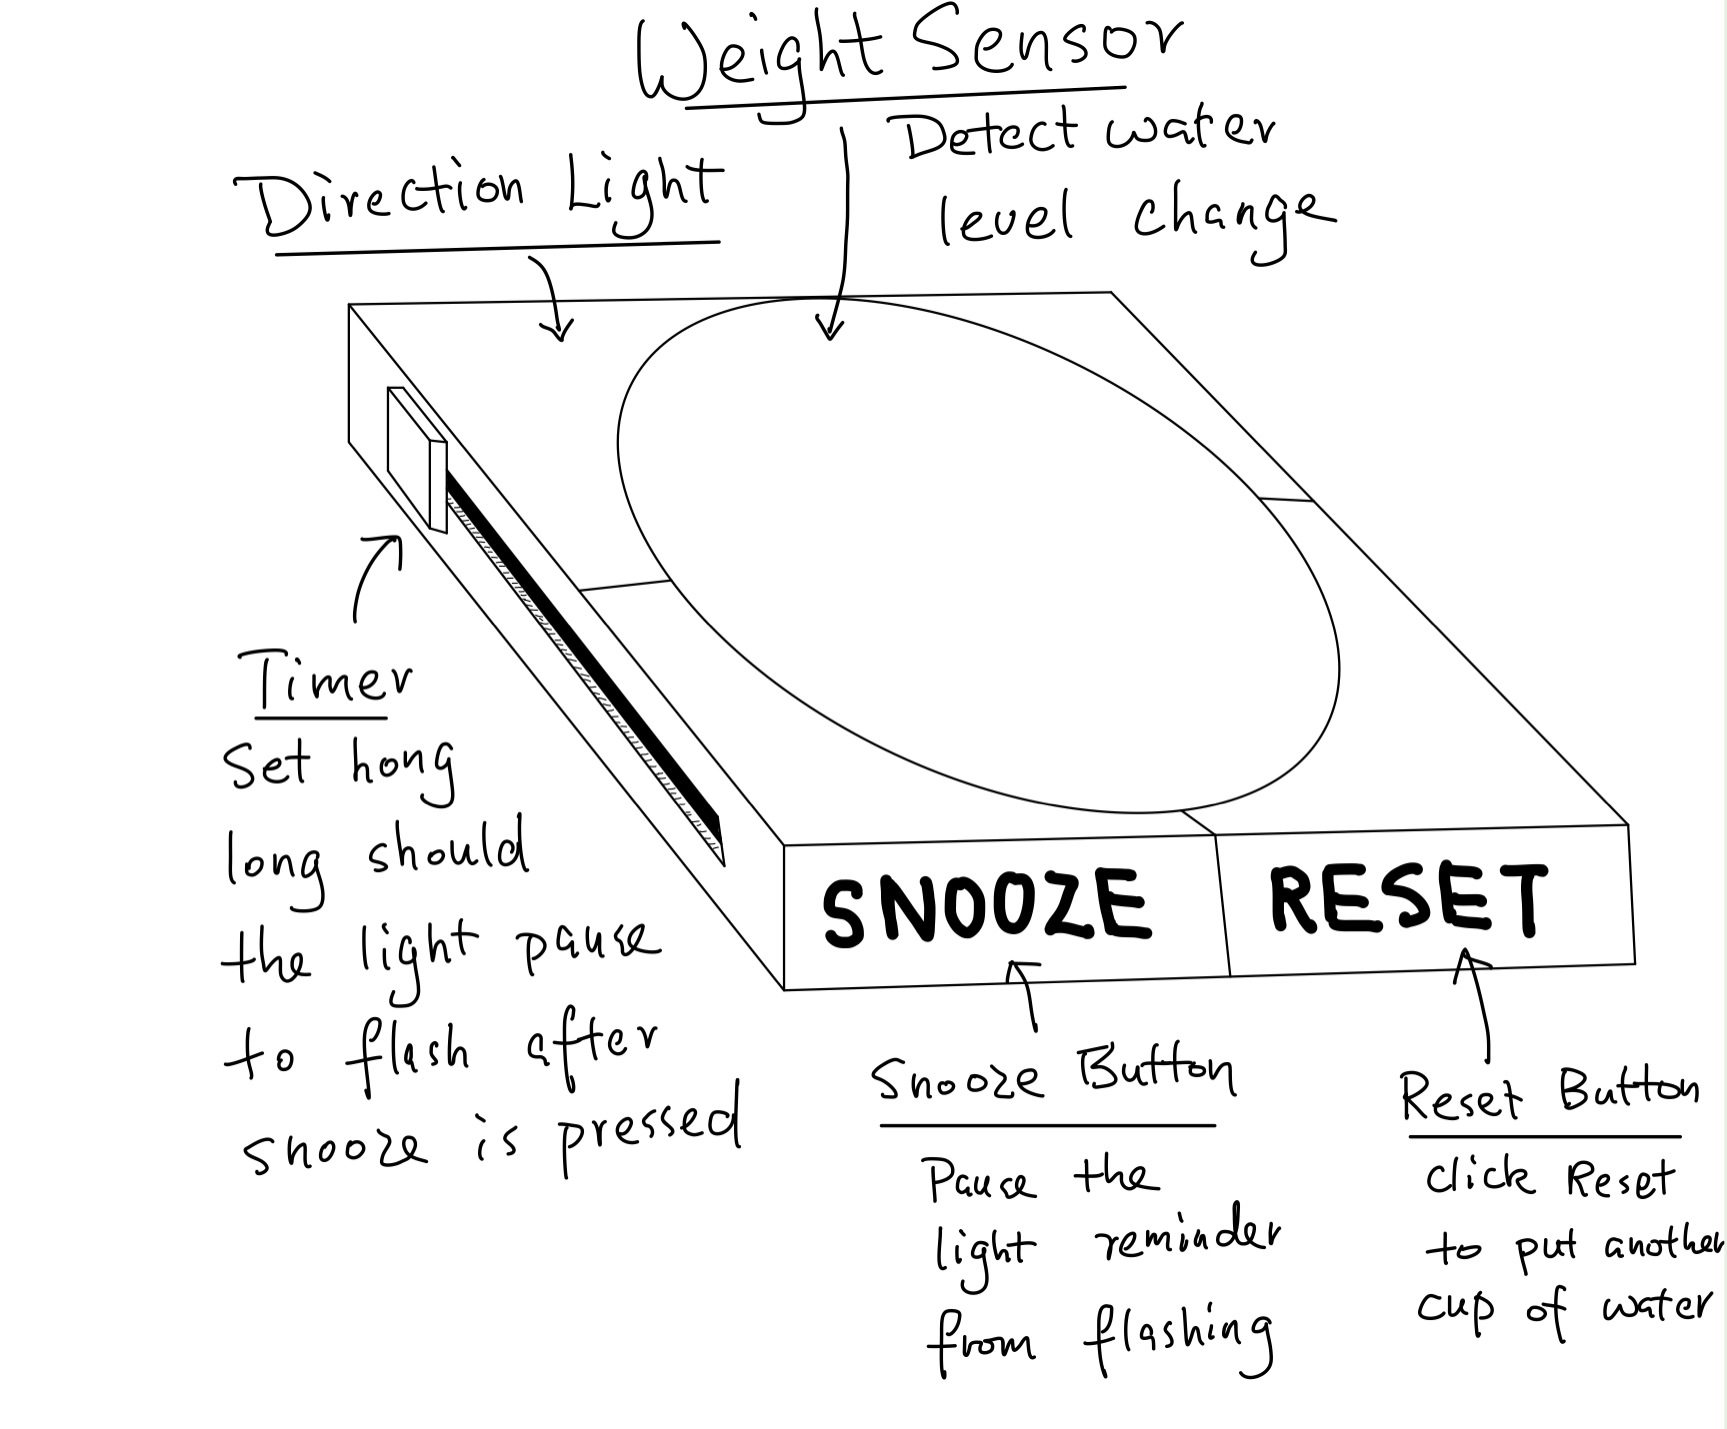 Weight Sensor
Detect water
level change
Direction Light
Timer
Set hong
long should
the light pause
to flash after
snooze is pressed
SNOOZE
RESET
Snooze Button
Pause the
light reminder
from flashing
Reset Button
click Reset
to put another
cup of water